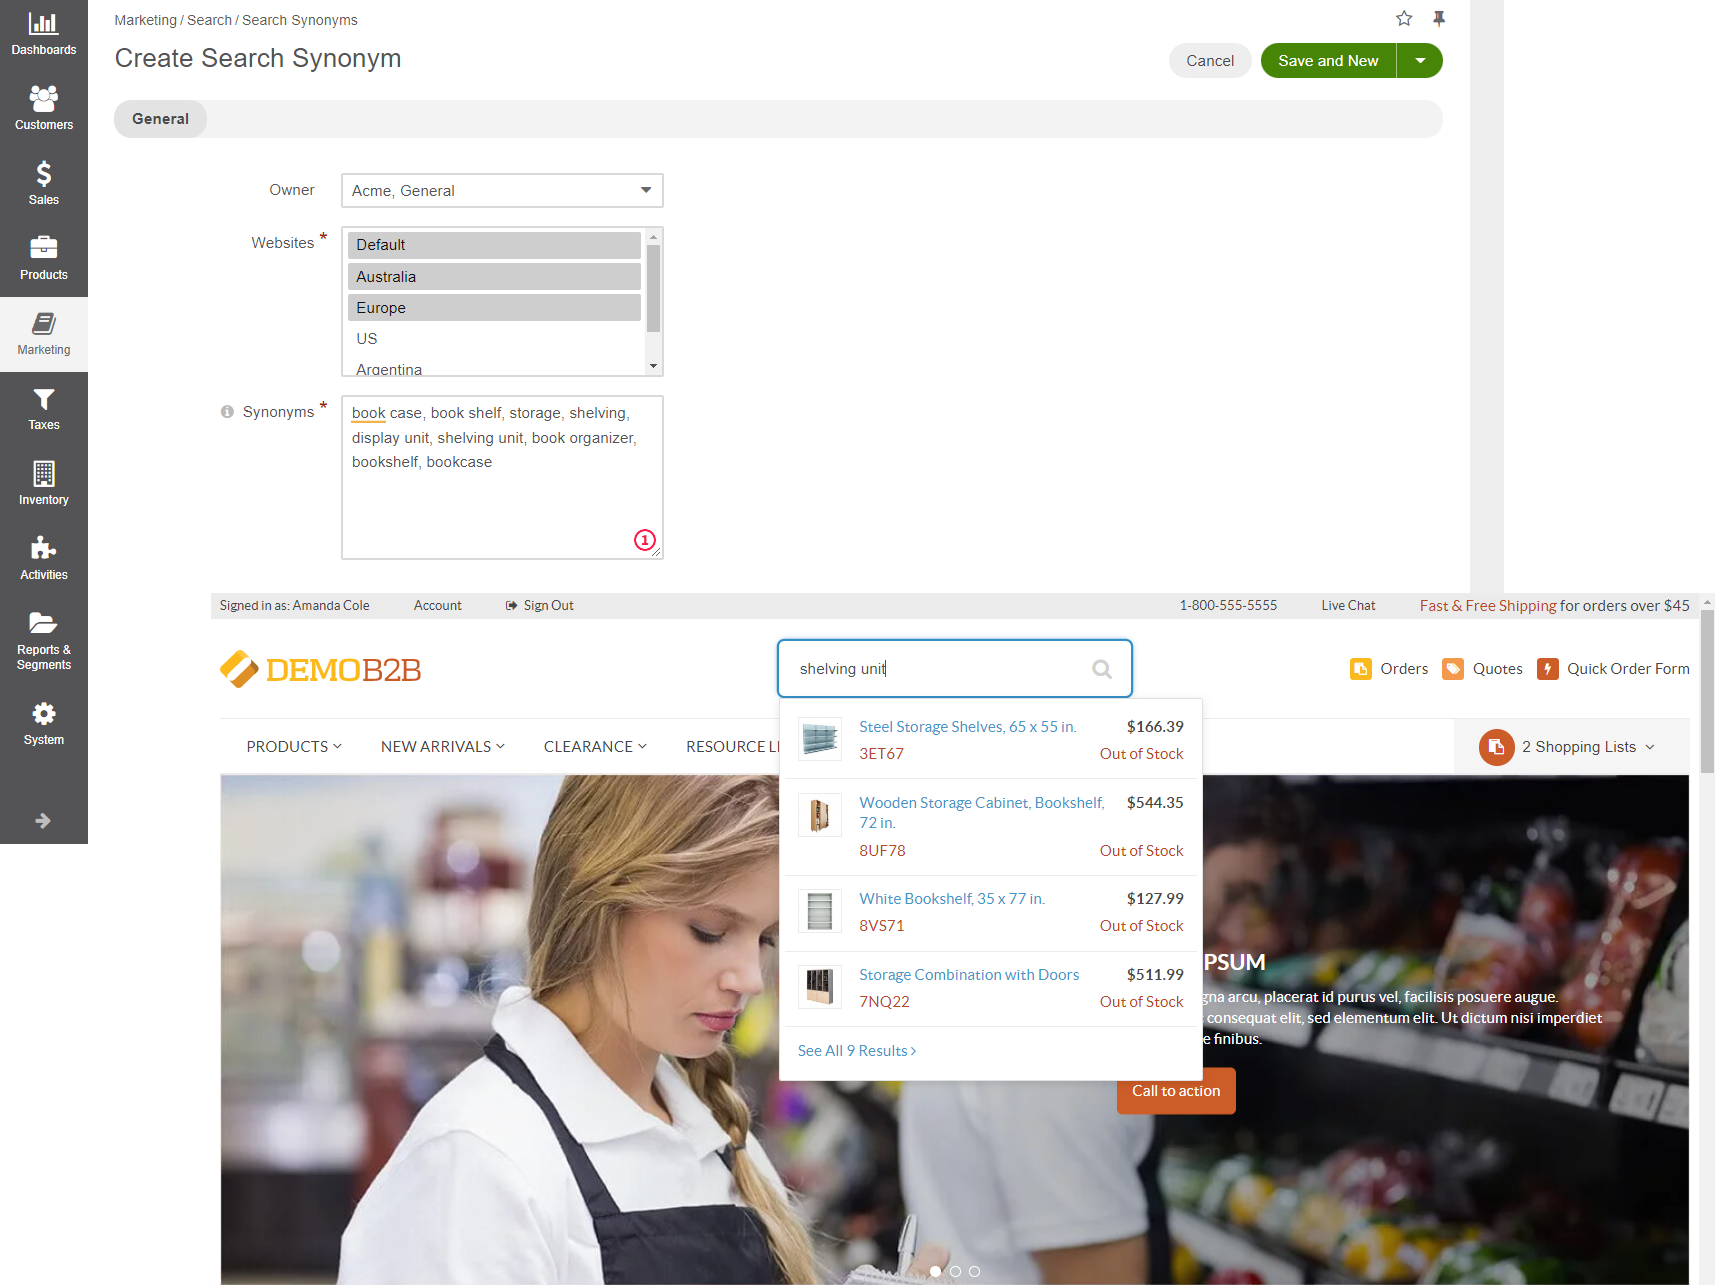 Dashboards
Customers
Sales
Products
Marketing
Taxes
Inventory
Activities
Reports &
Segments
System
Marketing / Search / Search Synonyms
Create Search Synonym
Cancel
Save and New
General
Owner
Acme, General
Websites *
Default
Australia
Europe
US
Argentina
Synonyms *
book case, book shelf, storage, shelving,
display unit, shelving unit, book organizer,
bookshelf, bookcase
1
Signed in as: Amanda Cole
Account
Sign Out
1-800-555-5555
Live Chat
Fast & Free Shipping for orders over $45
DEMOB2B
shelving unit
Orders
Quotes
Quick Order Form
PRODUCTS
NEW ARRIVALS
CLEARANCE
RESOURCE LI
2 Shopping Lists
Steel Storage Shelves, 65 x 55 in.
$166.39
3ET67
Out of Stock
Wooden Storage Cabinet, Bookshelf,
72 in.
$544.35
8UF78
Out of Stock
White Bookshelf, 35 x 77 in.
$127.99
8VS71
Out of Stock
Storage Combination with Doors
$511.99
7NQ22
Out of Stock
See All 9 Results
PSUM
gna arcu, placerat id purus vel, facilisis posuere augue.
consequat elit, sed elementum elit. Ut dictum nisi imperdiet
e finibus.
Call to action